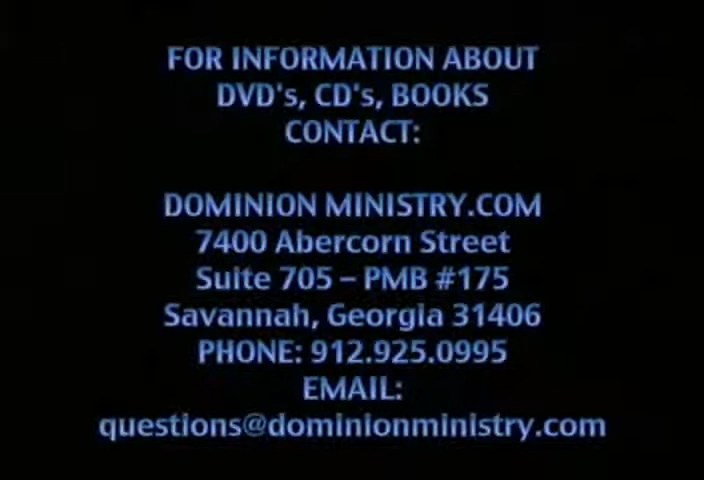 FOR INFORMATION ABOUT
DVD's, CD's, BOOKS
CONTACT:
DOMINION MINISTRY.COM
7400 Abercorn Street
Suite 705 – PMB #175
Savannah, Georgia 31406
PHONE: 912.925.0995
EMAIL:
questions@dominionministry.com